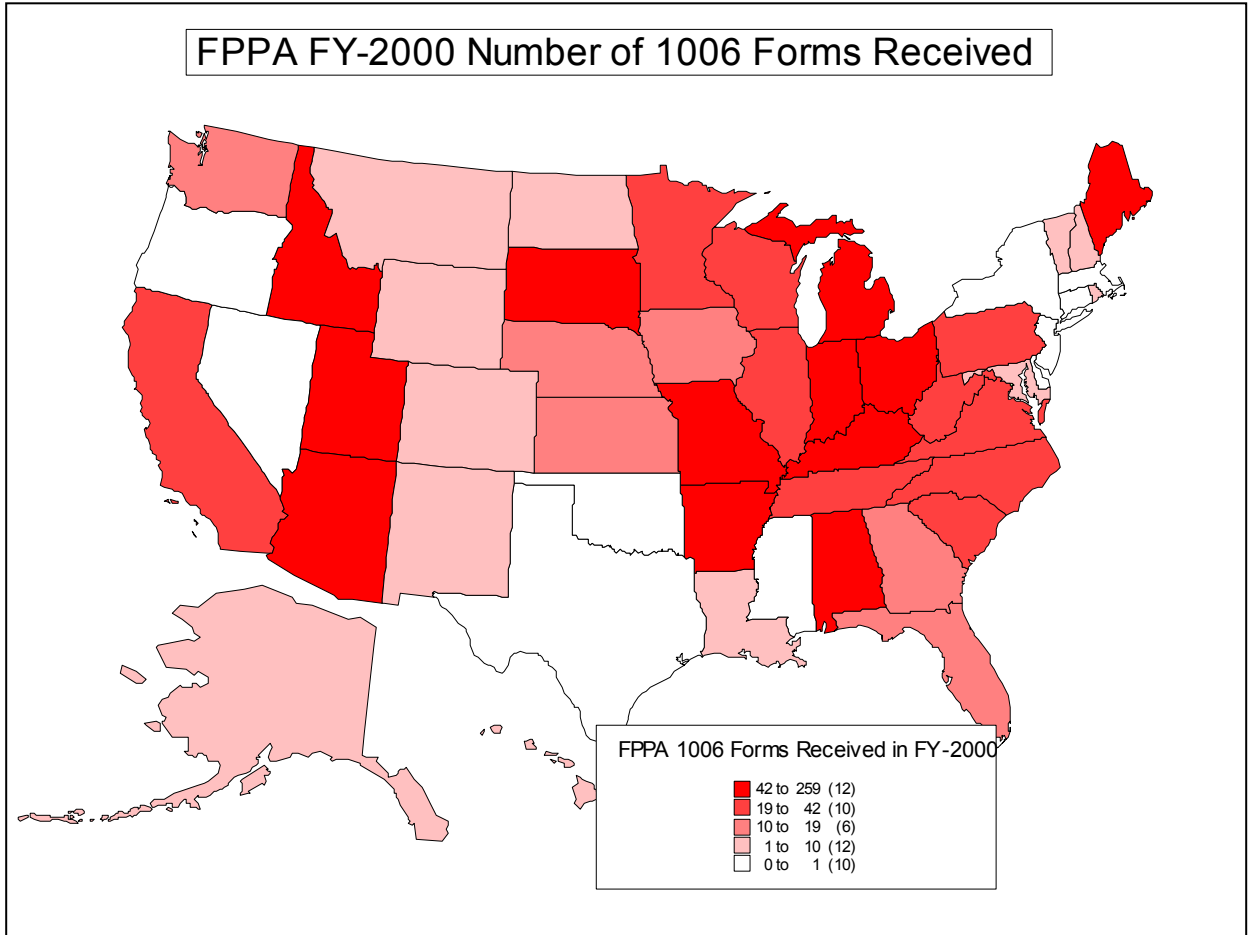 FPPA FY-2000 Number of 1006 Forms Received
FPPA 1006 Forms Received in FY-2000
42 to 259 (12)
19 to 42 (10)
10 to 19 (6)
1 to 10 (12)
0 to 1 (10)